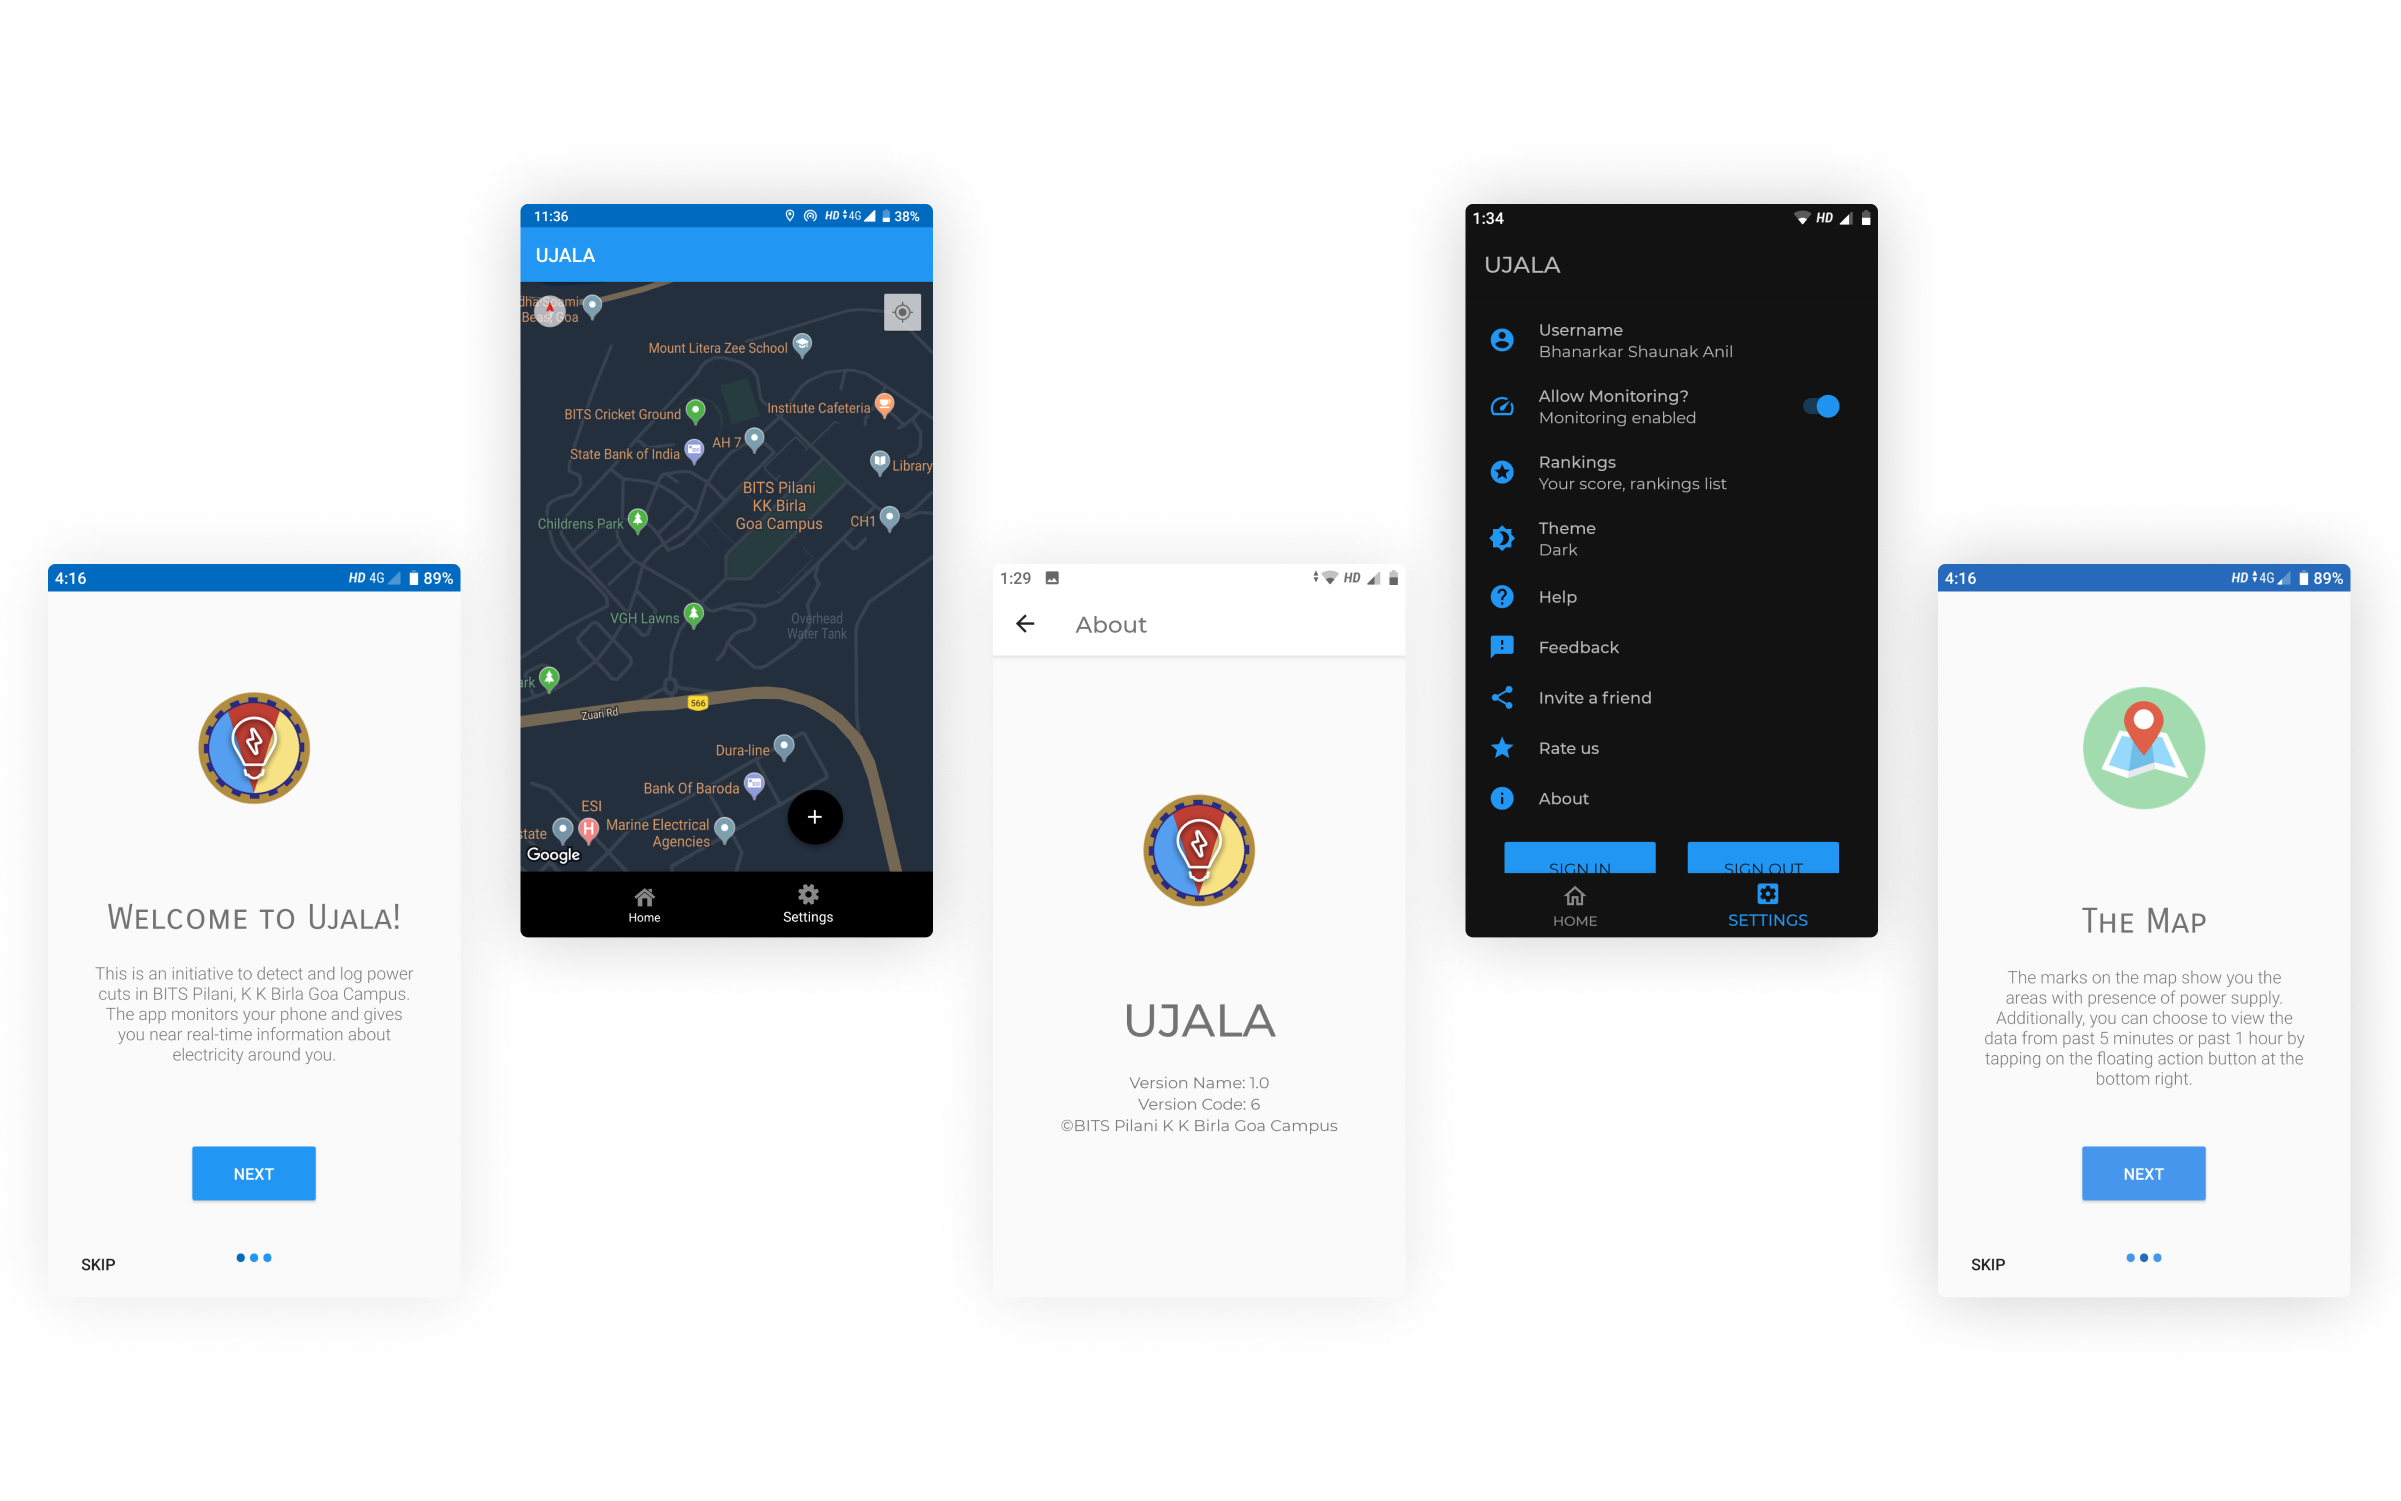 4:16 HD 4G 89%
WELCOME TO UJALA!
This is an initiative to detect and log power
cuts in BITS Pilani, K K Birla Goa Campus.
The app monitors your phone and gives
you near real-time information about
electricity around you.
NEXT
SKIP
11:36 HD 4G 38%
UJALA
Beas Goa
Mount Litera Zee School
BITS Cricket Ground
Institute Cafeteria
AH 7
State Bank of India
Library
BITS Pilani
KK Birla
Goa Campus
CH1
Childrens Park
VGH Lawns
Overhead
Water Tank
ark
566
Zuari Rd
Dura-line
Bank Of Baroda
ESI
H
Marine Electrical
Agencies
state
Google
+
Home
Settings
1:29 HD
About
UJALA
Version Name: 1.0
Version Code: 6
©BITS Pilani K K Birla Goa Campus
1:34 HD
UJALA
Username
Bhanarkar Shaunak Anil
Allow Monitoring?
Monitoring enabled
Rankings
Your score, rankings list
Theme
Dark
Help
Feedback
Invite a friend
Rate us
About
SIGN IN
SIGN OUT
HOME
SETTINGS
4:16 HD 4G 89%
THE MAP
The marks on the map show you the
areas with presence of power supply.
Additionally, you can choose to view the
data from past 5 minutes or past 1 hour by
tapping on the floating action button at the
bottom right.
NEXT
SKIP